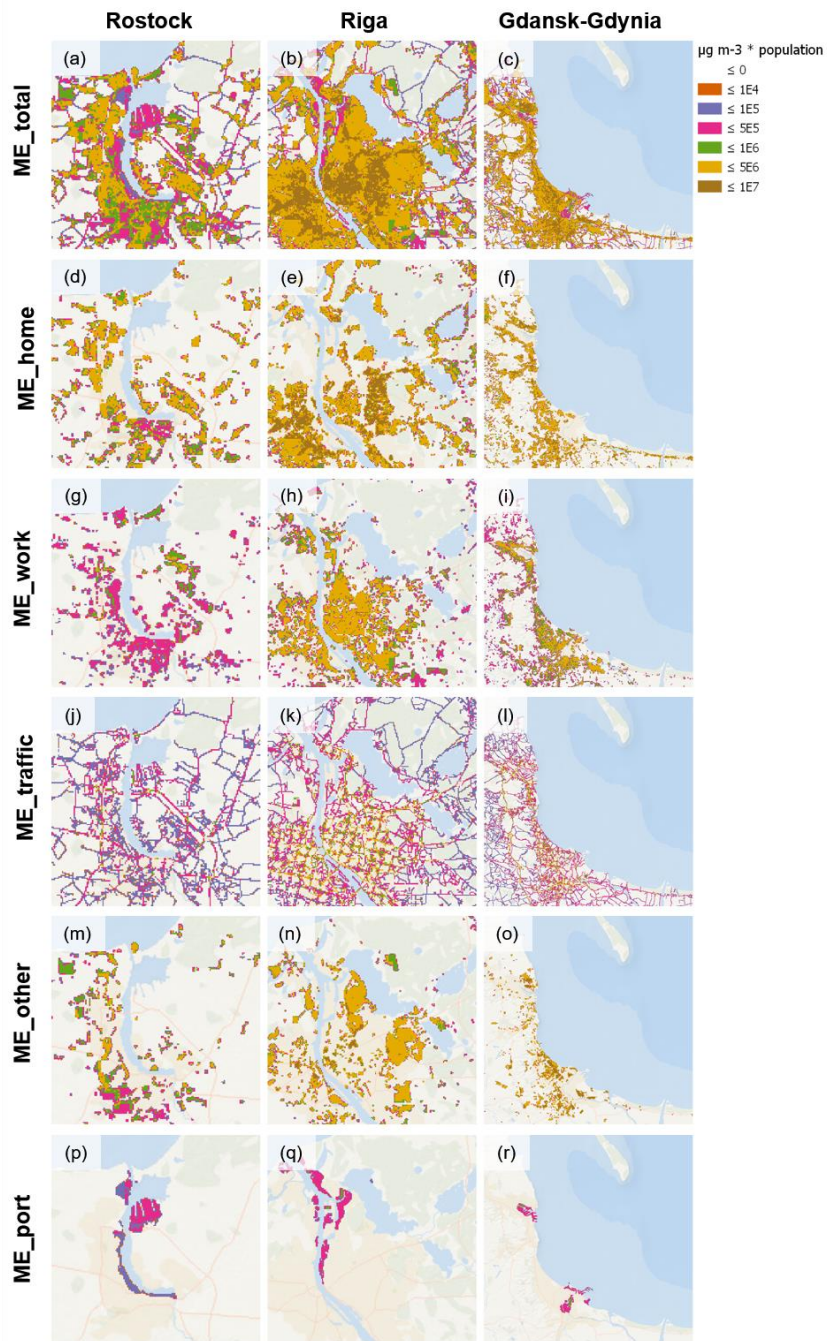 Rostock Riga Gdansk-Gdynia
µg m-3 * population
≤ 0
≤ 1E4
≤ 1E5
≤ 5E5
≤ 1E6
≤ 5E6
≤ 1E7
ME_total
(a) (b) (c)
ME_home
(d) (e) (f)
ME_work
(g) (h) (i)
ME_traffic
(j) (k) (l)
ME_other
(m) (n) (o)
ME_port
(p) (q) (r)